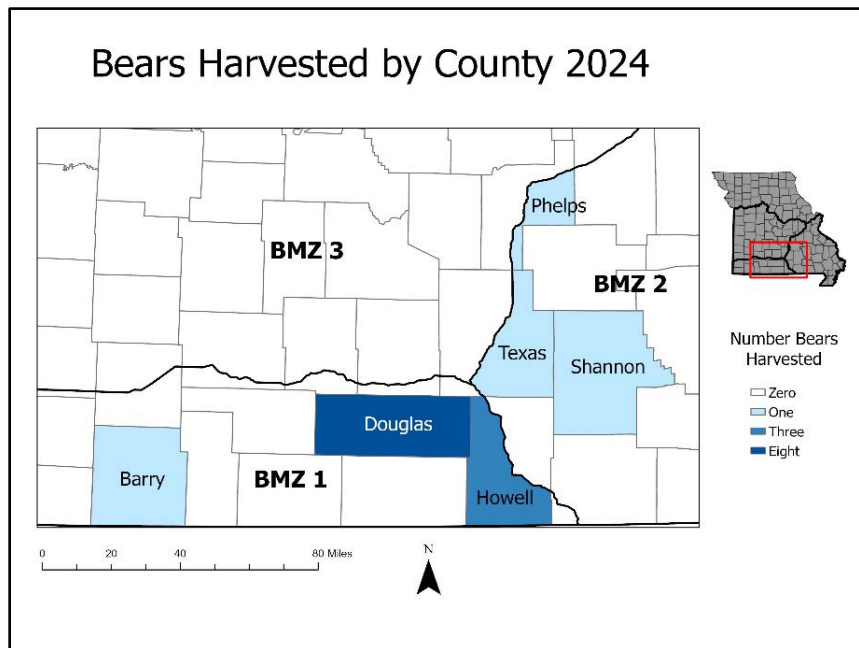 Bears Harvested by County 2024
Phelps
BMZ 3
BMZ 2
Texas
Shannon
Douglas
Barry
BMZ 1
Howell
Number Bears
Harvested
Zero
One
Three
Eight
0 20 40 80 Miles
N